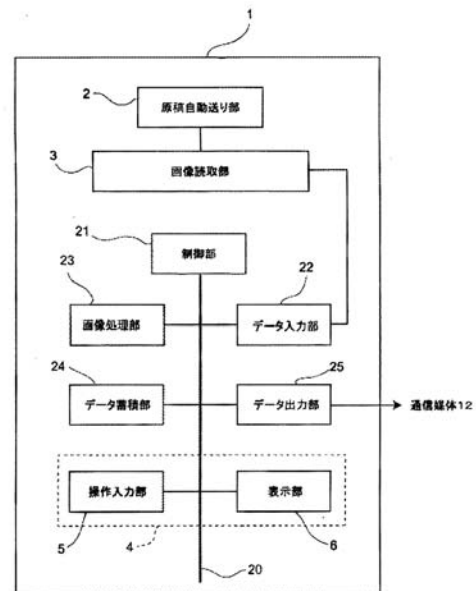 1
2
原稿自動送り部
3
画像読取部
21
制御部
23
22
画像処理部
データ入力部
24
25
データ蓄積部
データ出力部
通信媒体12
操作入力部
表示部
5
4
6
20